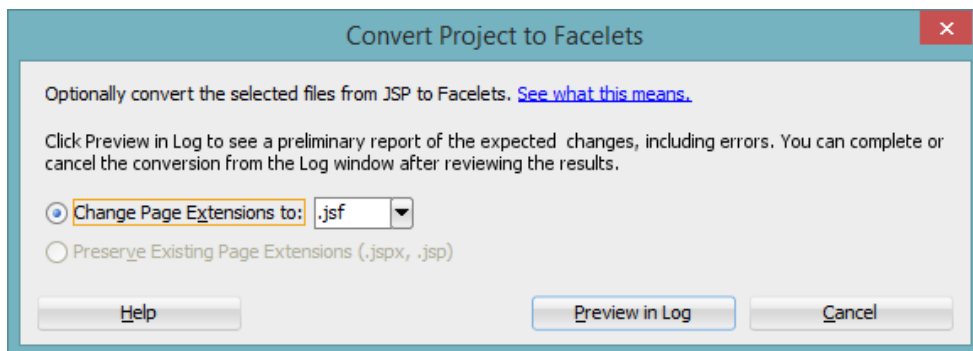 Convert Project to Facelets
Optionally convert the selected files from JSP to Facelets. See what this means.
Click Preview in Log to see a preliminary report of the expected changes, including errors. You can complete or
cancel the conversion from the Log window after reviewing the results.
Change Page Extensions to: .jsf
Preserve Existing Page Extensions (.jspx, .jsp)
Help Preview in Log Cancel